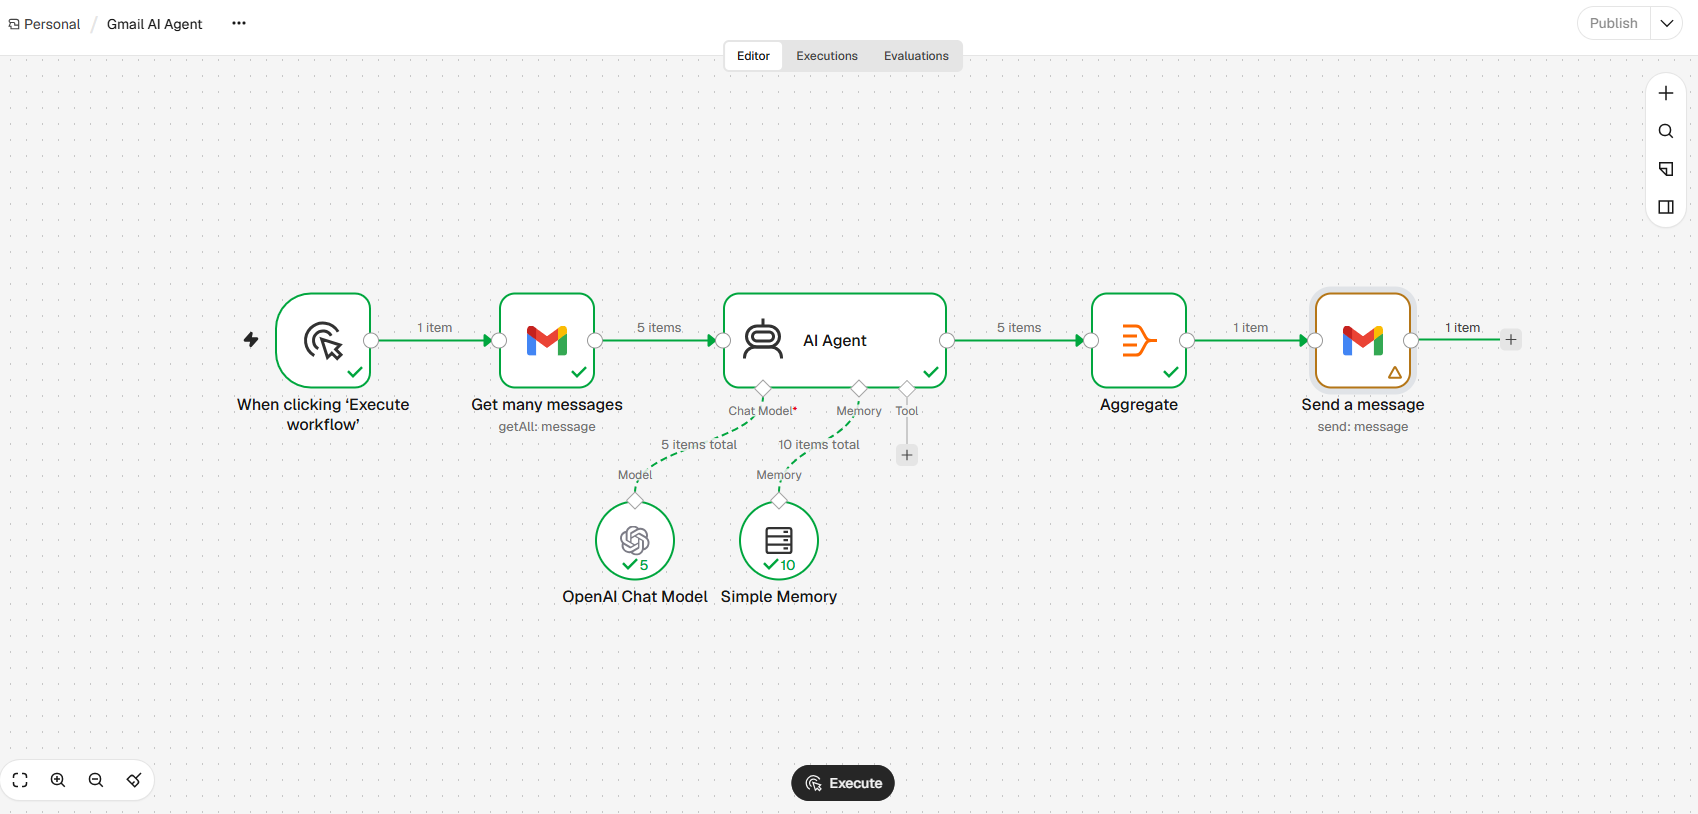 Personal / Gmail AI Agent ...
Publish
Editor Executions Evaluations
1 item
5 items
AI Agent
5 items
1 item
1 item
When clicking ‘Execute
workflow’
Get many messages
getAll: message
Chat Model*
Memory
Tool
Aggregate
Send a message
send: message
5 items total
10 items total
Model
Memory
5
10
OpenAI Chat Model
Simple Memory
Execute